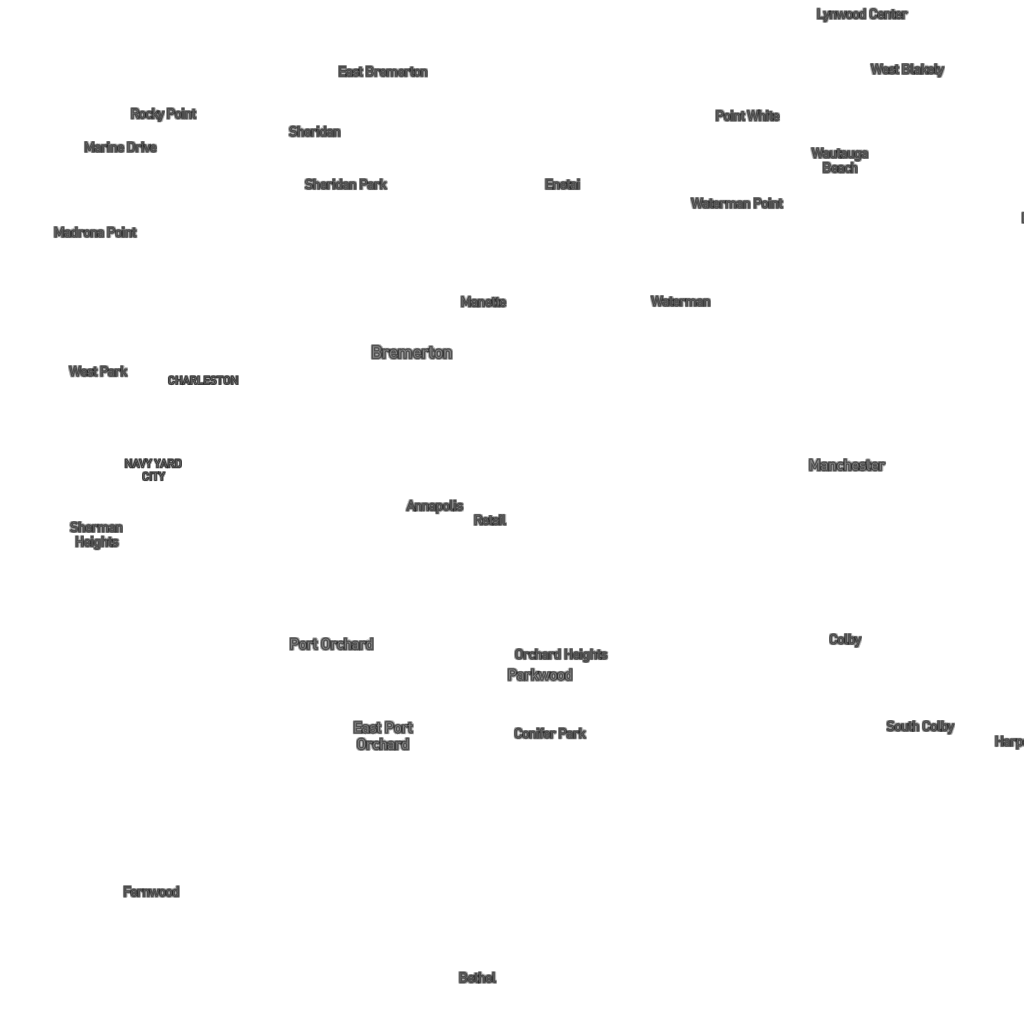 Lynwood Center
East Bremerton
West Blakely
Rocky Point
Point White
Sheridan
Marine Drive
Wautauga
Beach
Sheridan Park
Enetai
Waterman Point
Madrona Point
Manette
Waterman
Bremerton
West Park
CHARLESTON
NAVY YARD
CITY
Manchester
Annapolis
Retsil
Sherman
Heights
Port Orchard
Colby
Orchard Heights
Parkwood
East Port
Orchard
Conifer Park
South Colby
Harp
Fernwood
Bethel